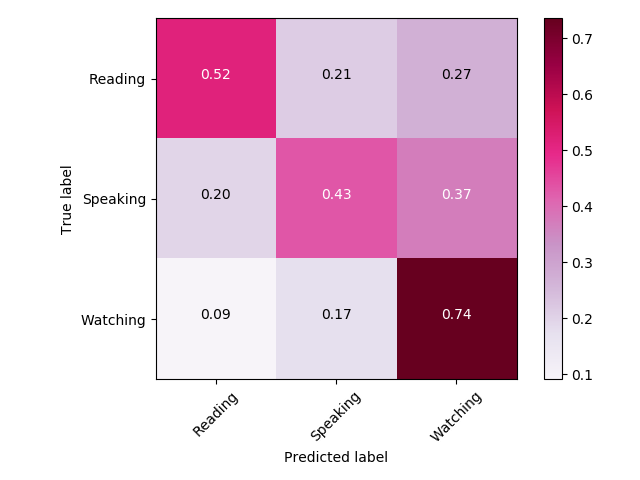 Reading 0.52 0.21 0.27
Speaking 0.20 0.43 0.37
Watching 0.09 0.17 0.74
Reading Speaking Watching
Predicted label
True label
0.7
0.6
0.5
0.4
0.3
0.2
0.1